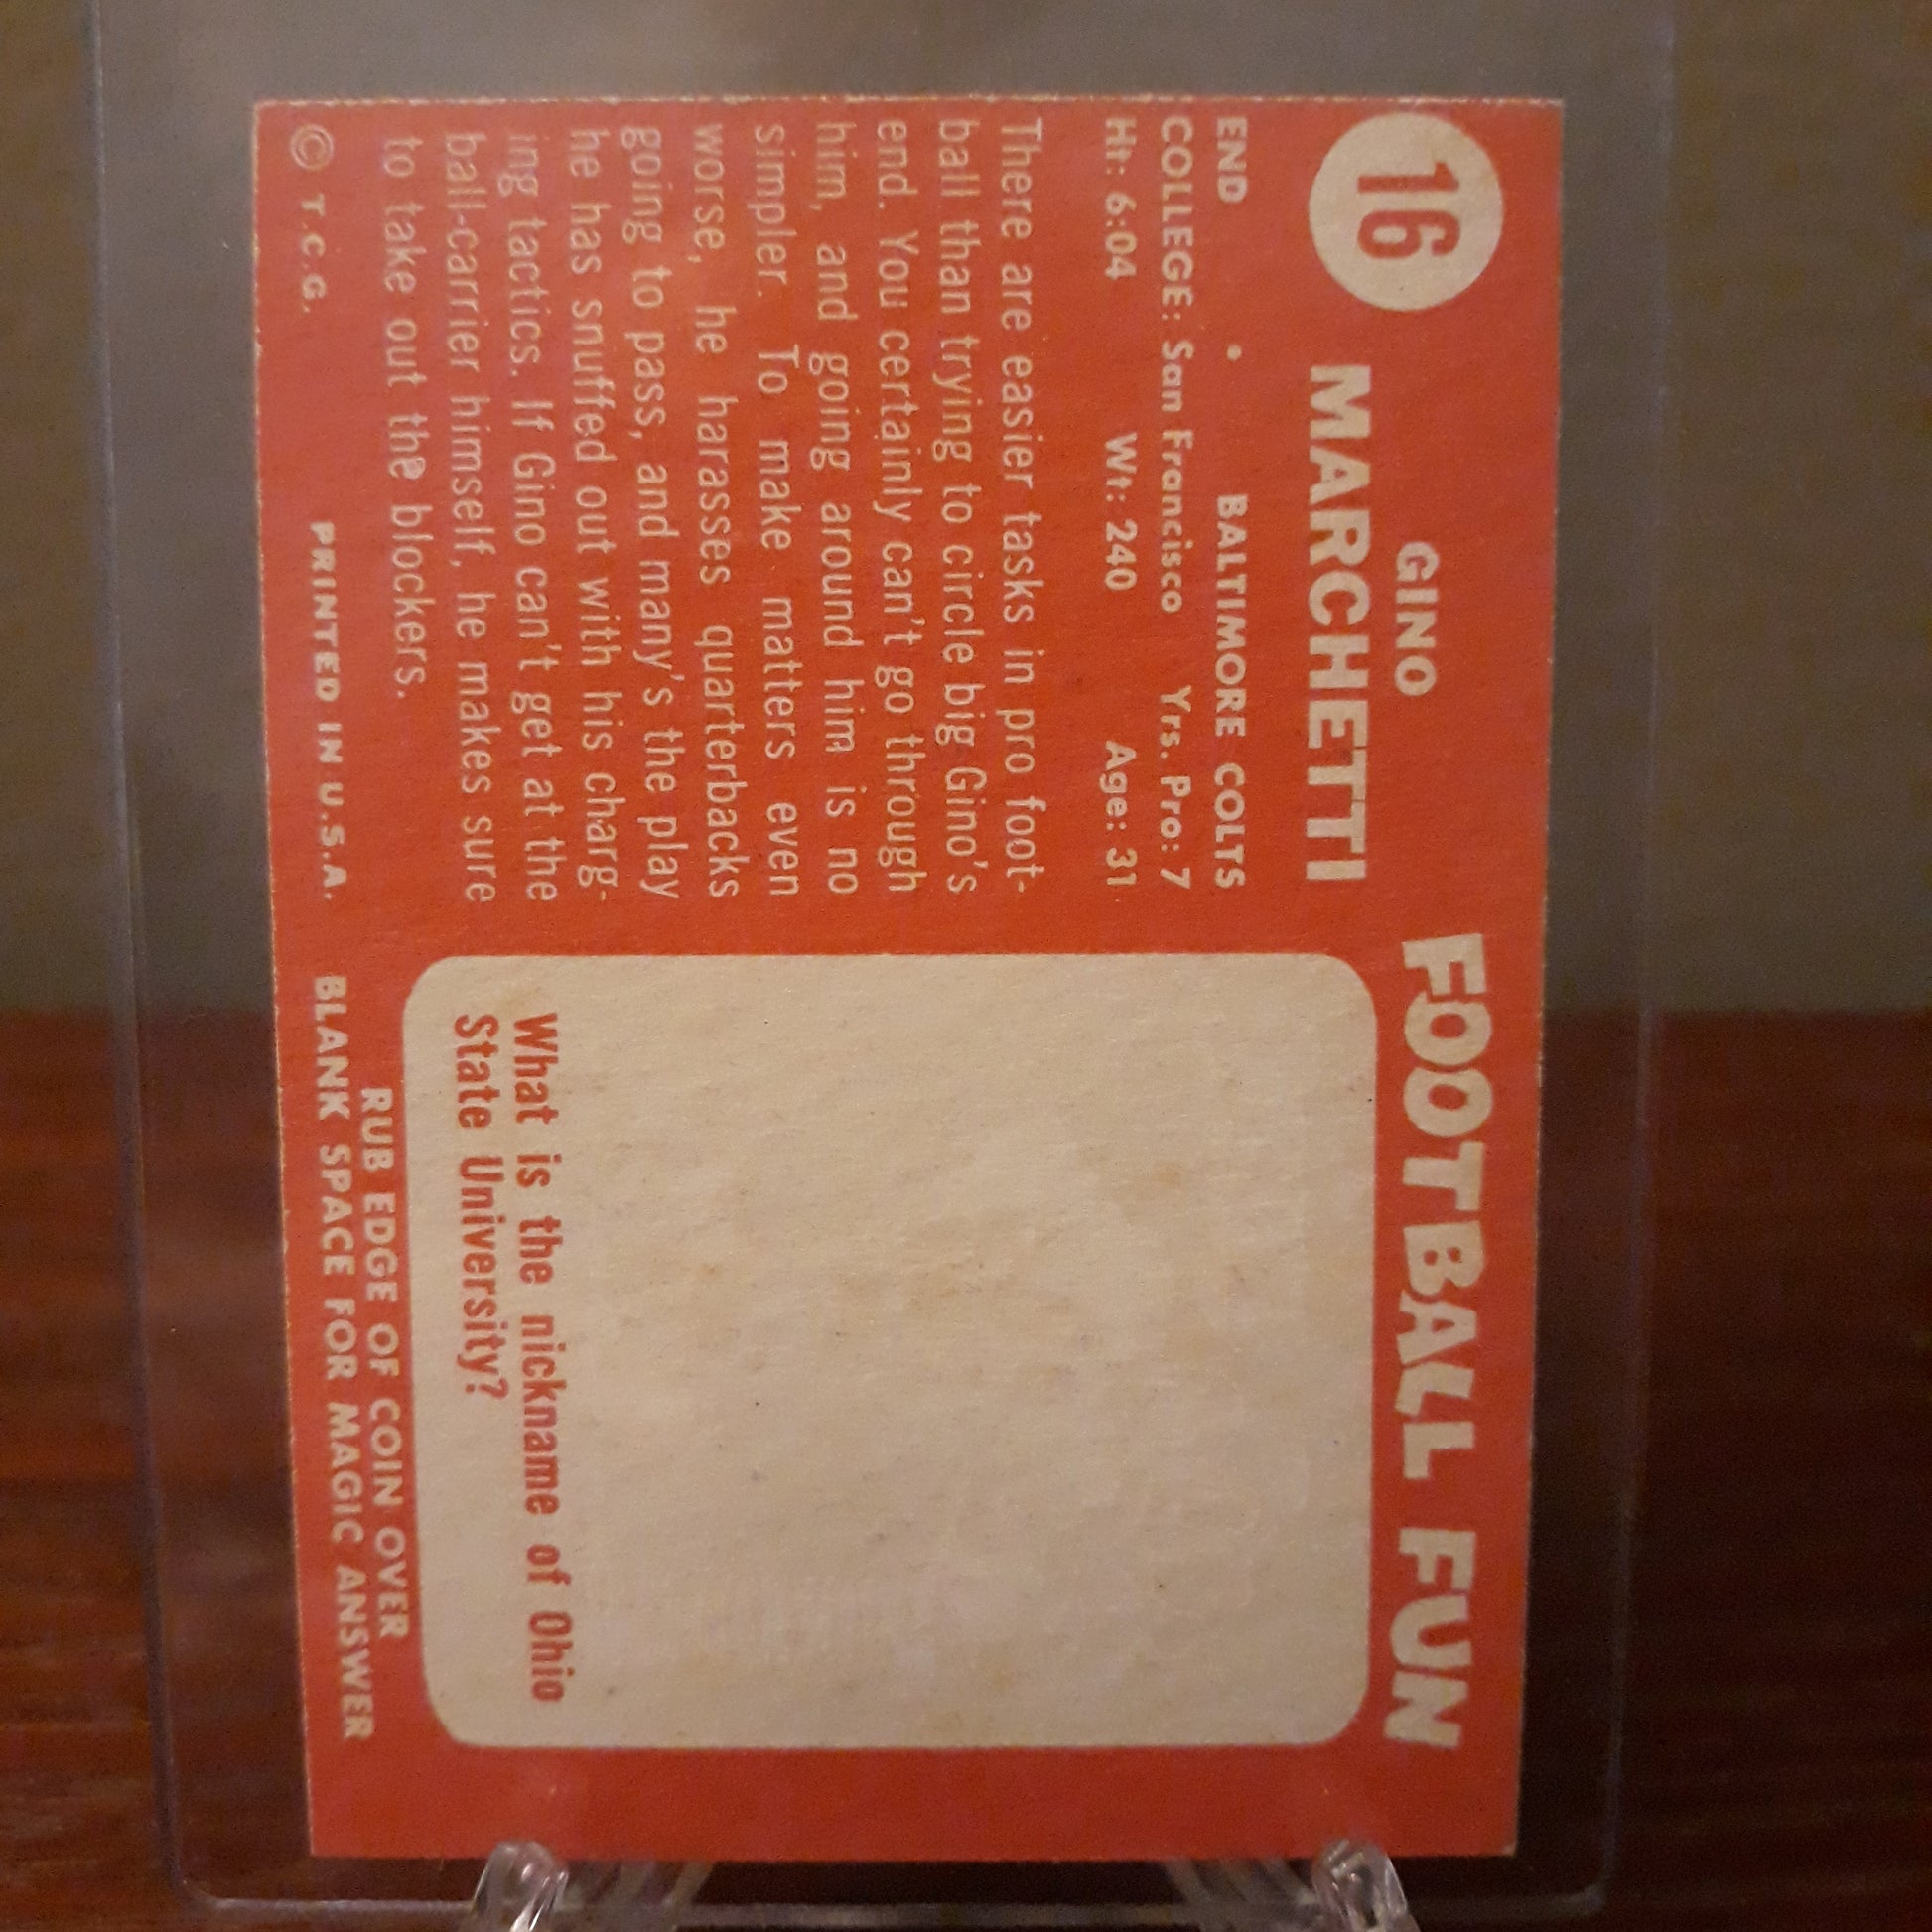 16
GINO
MARCHETTI
END BALTIMORE COLTS
COLLEGE: San Francisco Yrs. Pro: 7
Ht: 6:04 Wt: 240 Age: 31
There are easier tasks in pro foot-
ball than trying to circle big Gino's
end. You certainly can't go through
him, and going around him is no
simpler. To make matters even
worse, he harasses quarterbacks
going to pass, and many's the play
he has snuffed out with his charg-
ing tactics. If Gino can't get at the
ball-carrier himself, he makes sure
to take out the blockers.
© T.C.G. PRINTED IN U.S.A.
FOOTBALL FUN
What is the nickname of Ohio
State University?
RUB EDGE OF COIN OVER
BLANK SPACE FOR MAGIC ANSWER